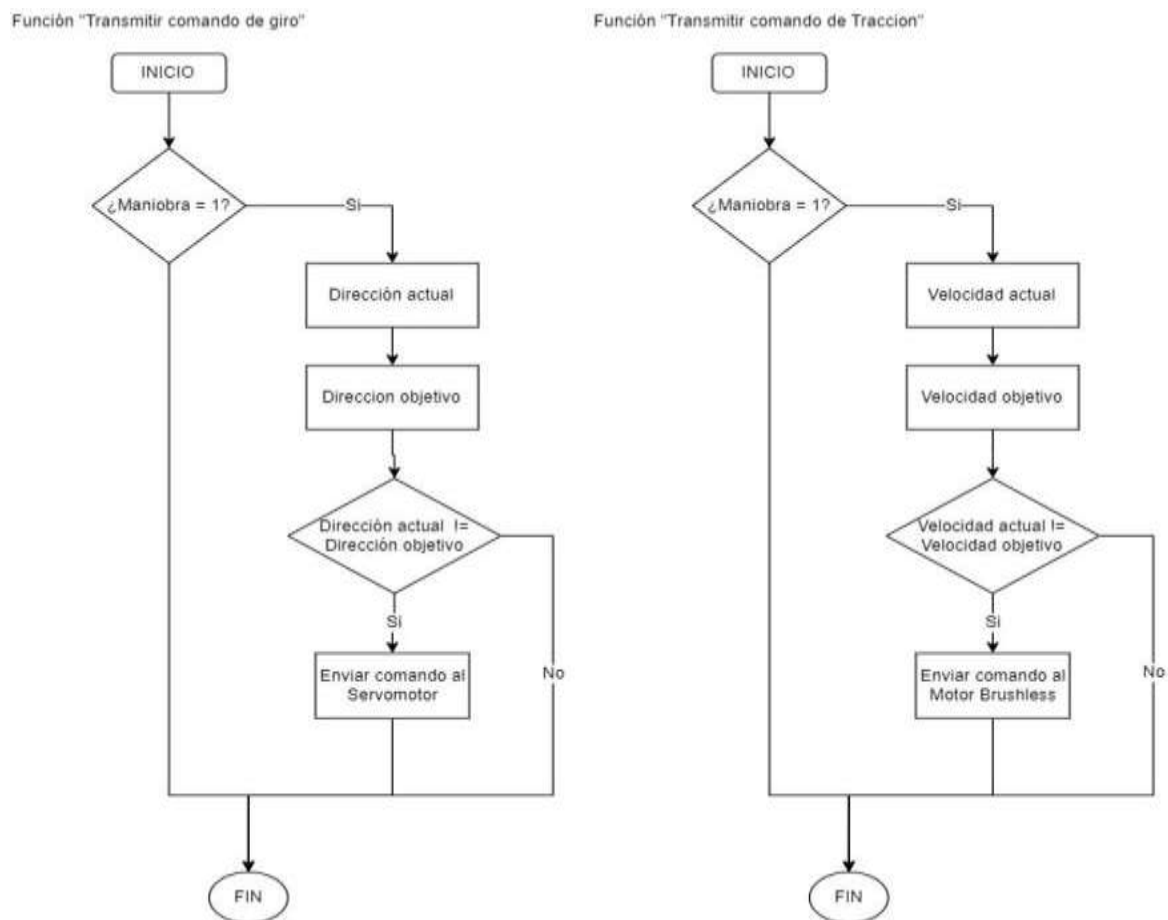 Función "Transmitir comando de giro"
INICIO
¿Maniobra = 1?
Si
Dirección actual
Direccion objetivo
Dirección actual !=
Dirección objetivo
Si
No
Enviar comando al
Servomotor
FIN
Función "Transmitir comando de Traccion"
INICIO
¿Maniobra = 1?
Si
Velocidad actual
Velocidad objetivo
Velocidad actual !=
Velocidad objetivo
Si
No
Enviar comando al
Motor Brushless
FIN